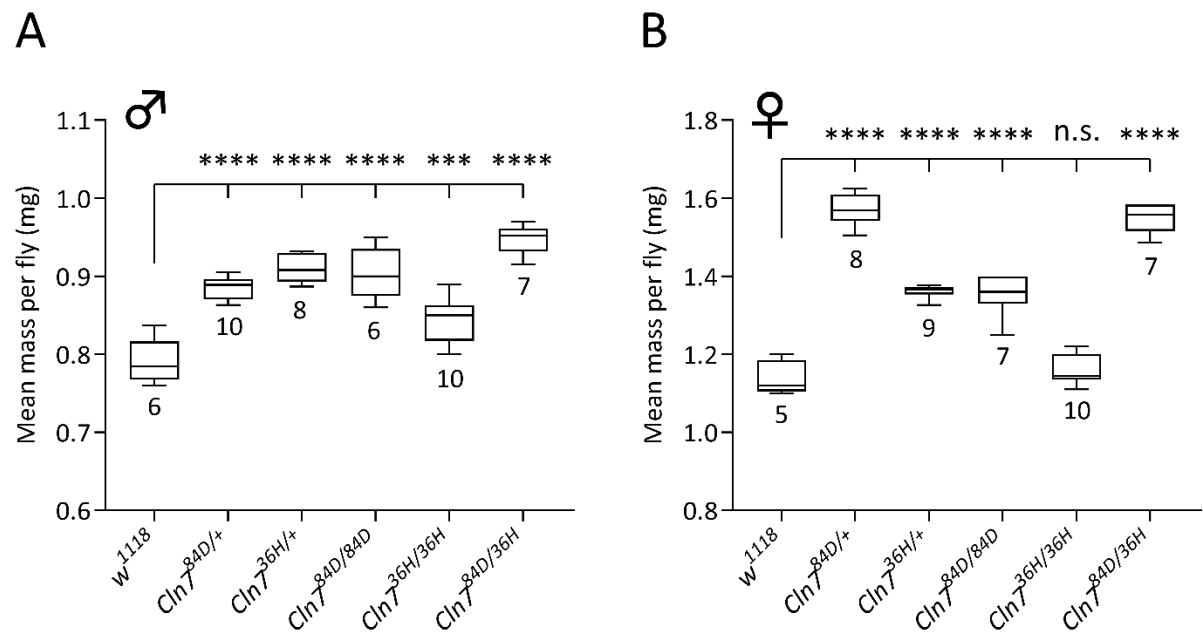 A
♂
Mean mass per fly (mg)
1.1
1.0
0.9
0.8
0.7
0.6
**** **** **** *** ****
6
10
8
6
10
7
w1118
Cln784D/+
Cln736H/+
Cln784D/84D
Cln736H/36H
Cln784D/36H
B
♀
Mean mass per fly (mg)
1.8
1.6
1.4
1.2
1.0
0.8
**** **** **** n.s. ****
5
8
9
7
10
7
w1118
Cln784D/+
Cln736H/+
Cln784D/84D
Cln736H/36H
Cln784D/36H